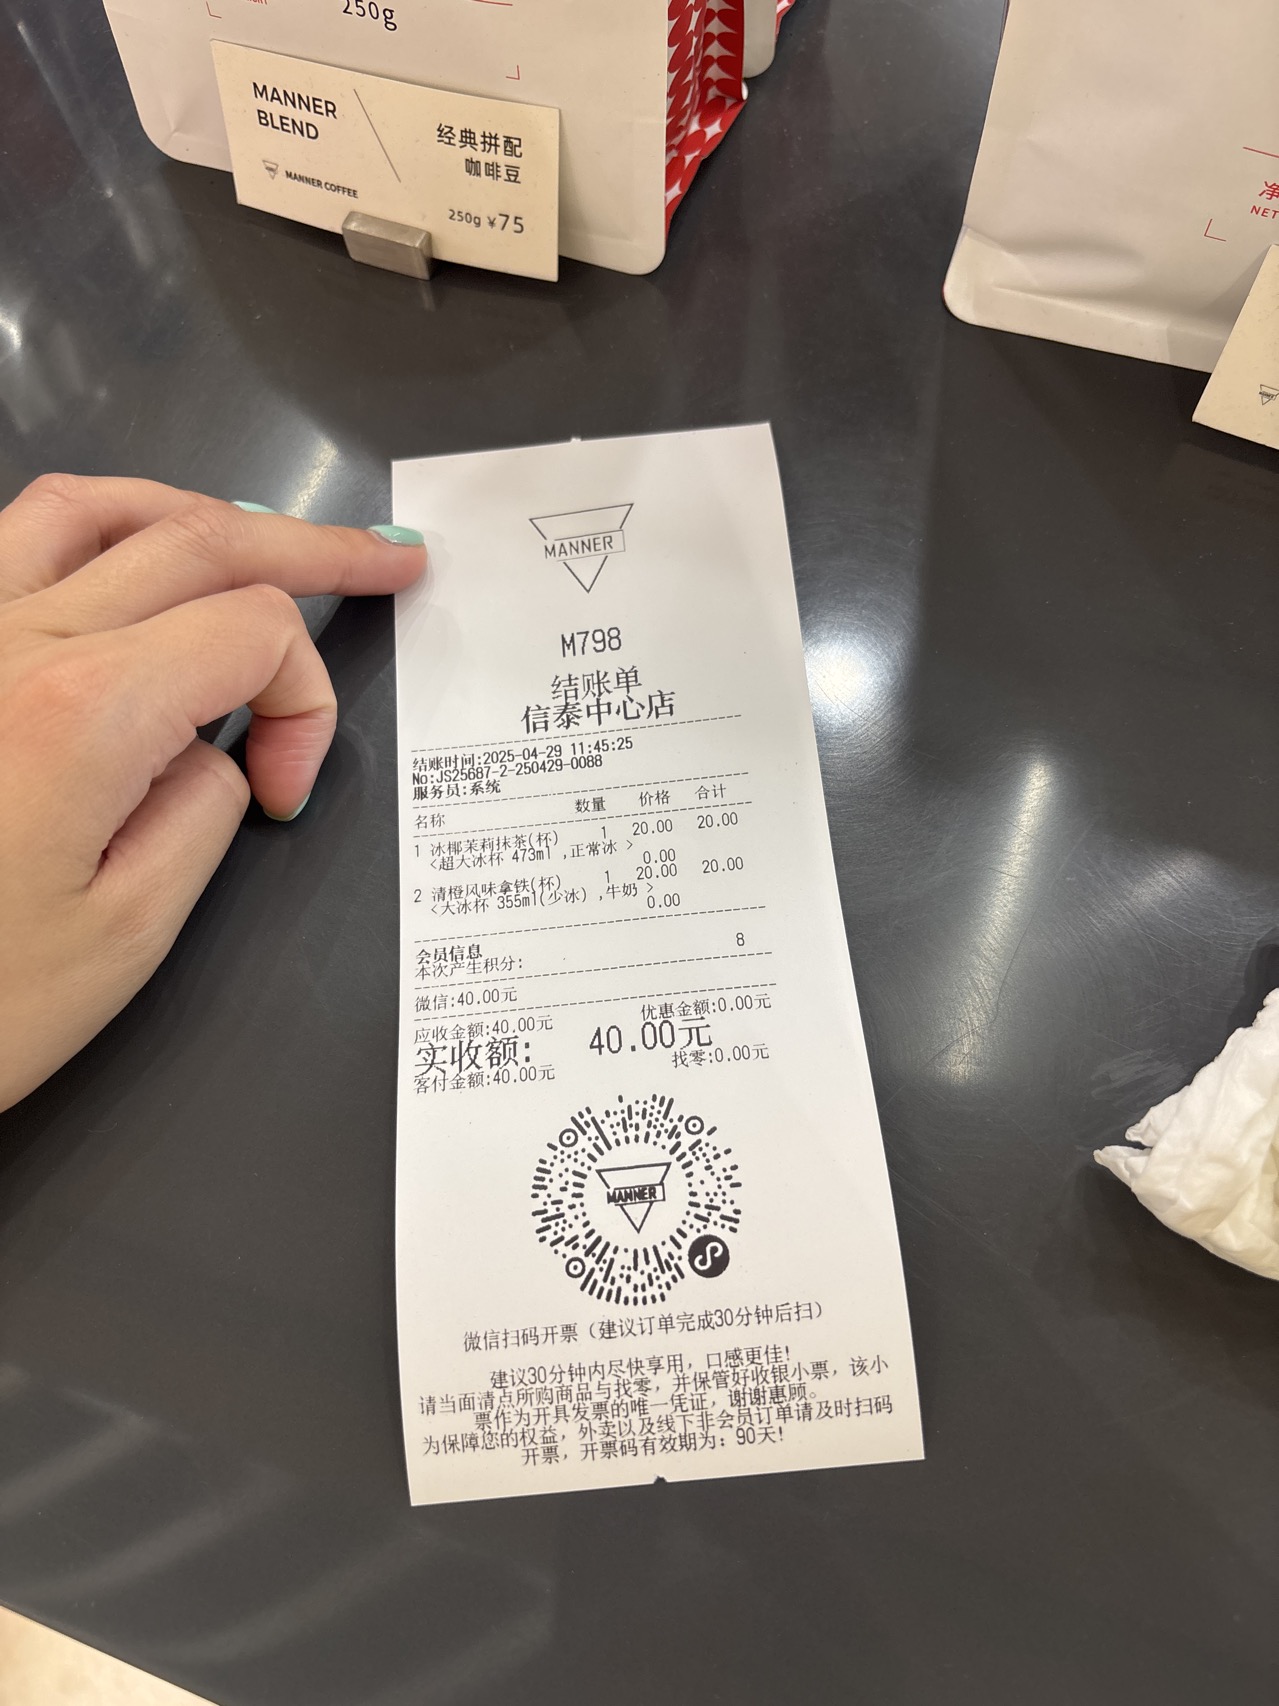 250g
MANNER
BLEND
经典拼配
咖啡豆
MANNER COFFEE
250g ¥75
净
NET
MANNER
M798
结账单
信泰中心店
结账时间:2025-04-29 11:45:25
No:JS25687-2-250429-0088
服务员:系统
名称 数量 价格 合计
1 冰椰茉莉抹茶(杯) 1 20.00 20.00
<超大冰杯 473ml ,正常冰 > 0.00
2 清橙风味拿铁(杯) 1 20.00 20.00
<大冰杯 355ml(少冰) ,牛奶 > 0.00
会员信息
本次产生积分: 8
微信:40.00元
应收金额:40.00元 优惠金额:0.00元
实收额: 40.00元
客付金额:40.00元 找零:0.00元
MANNER
微信扫码开票（建议订单完成30分钟后扫）
建议30分钟内尽快享用，口感更佳!
请当面清点所购商品与找零，并保管好收银小票，该小
票作为开具发票的唯一凭证，谢谢惠顾。
为保障您的权益，外卖以及线下非会员订单请及时扫码
开票，开票码有效期为：90天!